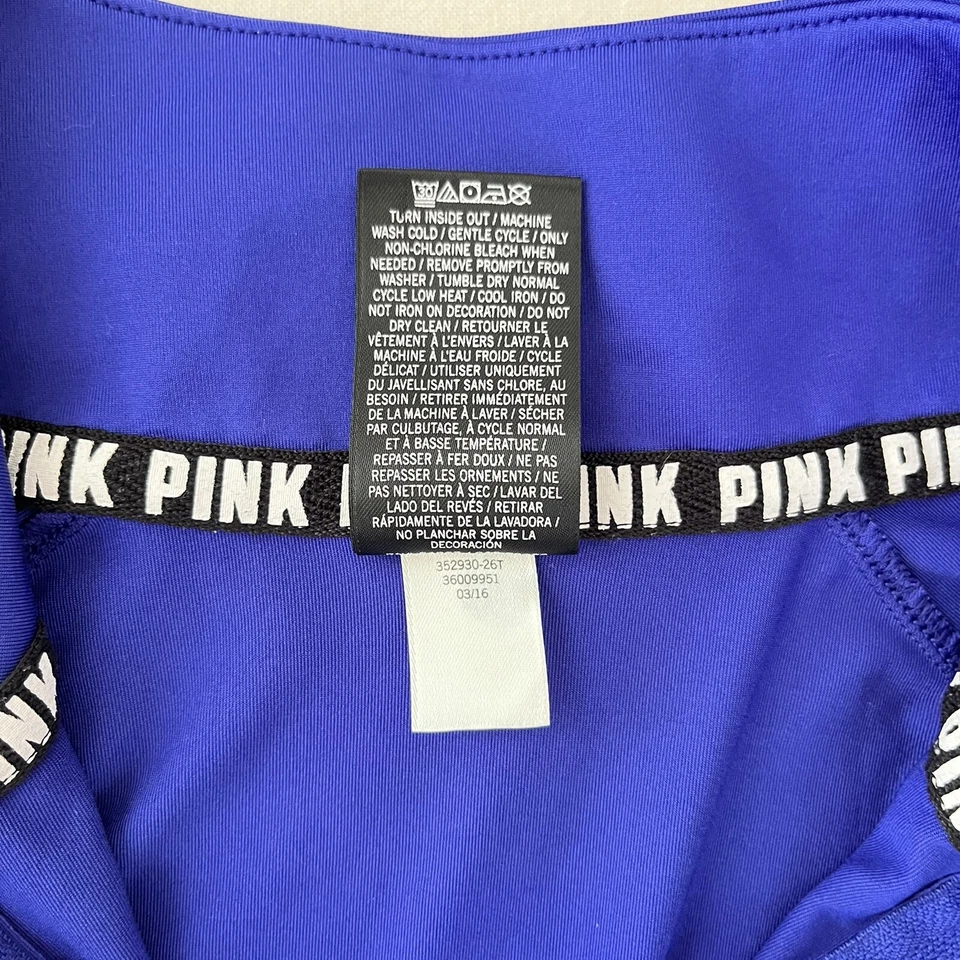 30
TURN INSIDE OUT / MACHINE
WASH COLD / GENTLE CYCLE / ONLY
NON-CHLORINE BLEACH WHEN
NEEDED / REMOVE PROMPTLY FROM
WASHER / TUMBLE DRY NORMAL
CYCLE LOW HEAT / COOL IRON / DO
NOT IRON ON DECORATION / DO NOT
DRY CLEAN / RETOURNER LE
VÊTEMENT À L'ENVERS / LAVER À LA
MACHINE À L'EAU FROIDE / CYCLE
DÉLICAT / UTILISER UNIQUEMENT
DU JAVELLISANT SANS CHLORE, AU
BESOIN / RETIRER IMMÉDIATEMENT
DE LA MACHINE À LAVER / SÉCHER
PAR CULBUTAGE, À CYCLE NORMAL
ET À BASSE TEMPÉRATURE /
REPASSER À FER DOUX / NE PAS
REPASSER LES ORNEMENTS / NE
PAS NETTOYER À SEC / LAVAR DEL
LADO DEL REVÉS / RETIRAR
RÁPIDAMENTE DE LA LAVADORA /
NO PLANCHAR SOBRE LA
DECORACIÓN
PINK PINK INK PINK PI
352930-26T
36009951
03/16
INK